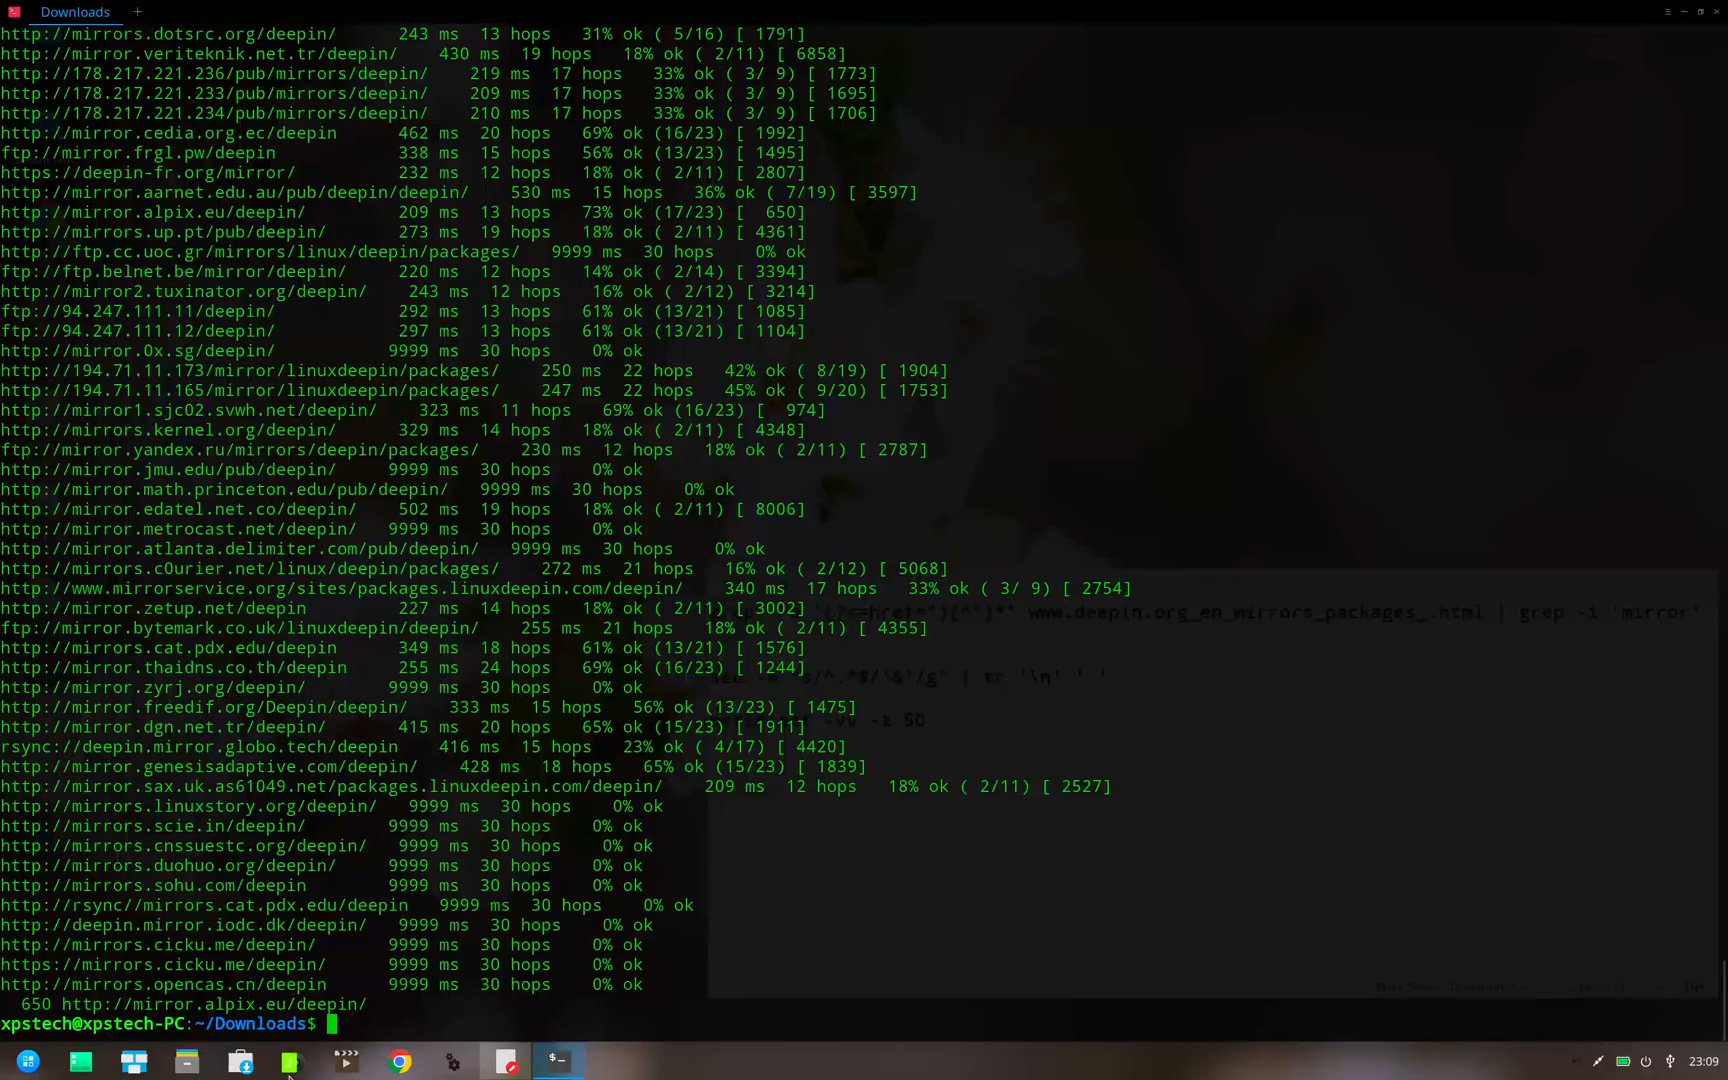 Downloads
http://mirrors.dotsrc.org/deepin/ 243 ms 13 hops 31% ok ( 5/16) [ 1791]
http://mirrors.veriteknik.net.tr/deepin/ 430 ms 19 hops 18% ok ( 2/11) [ 6858]
http://178.217.221.236/pub/mirrors/deepin/ 219 ms 17 hops 33% ok ( 3/ 9) [ 1773]
http://178.217.221.233/pub/mirrors/deepin/ 209 ms 17 hops 33% ok ( 3/ 9) [ 1695]
http://178.217.221.234/pub/mirrors/deepin/ 210 ms 17 hops 33% ok ( 3/ 9) [ 1706]
http://mirror.cedia.org.ec/deepin 462 ms 20 hops 69% ok (16/23) [ 1992]
ftp://mirror.frgl.pw/deepin 338 ms 15 hops 56% ok (13/23) [ 1495]
https://deepin-fr.org/mirror/ 232 ms 12 hops 18% ok ( 2/11) [ 2807]
http://mirror.aarnet.edu.au/pub/deepin/deepin/ 530 ms 15 hops 36% ok ( 7/19) [ 3597]
http://mirror.alpix.eu/deepin/ 209 ms 13 hops 73% ok (17/23) [ 650]
http://mirrors.up.pt/pub/deepin/ 273 ms 19 hops 18% ok ( 2/11) [ 4361]
http://ftp.cc.uoc.gr/mirrors/linux/deepin/packages/ 9999 ms 30 hops 0% ok
ftp://ftp.belnet.be/mirror/deepin/ 220 ms 12 hops 14% ok ( 2/14) [ 3394]
http://mirror2.tuxinator.org/deepin/ 243 ms 12 hops 16% ok ( 2/12) [ 3214]
ftp://94.247.111.11/deepin/ 292 ms 13 hops 61% ok (13/21) [ 1085]
ftp://94.247.111.12/deepin/ 297 ms 13 hops 61% ok (13/21) [ 1104]
http://mirror.0x.sg/deepin/ 9999 ms 30 hops 0% ok
http://194.71.11.173/mirror/linuxdeepin/packages/ 250 ms 22 hops 42% ok ( 8/19) [ 1904]
http://194.71.11.165/mirror/linuxdeepin/packages/ 247 ms 22 hops 45% ok ( 9/20) [ 1753]
http://mirror1.sjc02.svwh.net/deepin/ 323 ms 11 hops 69% ok (16/23) [ 974]
http://mirrors.kernel.org/deepin/ 329 ms 14 hops 18% ok ( 2/11) [ 4348]
ftp://mirror.yandex.ru/mirrors/deepin/packages/ 230 ms 12 hops 18% ok ( 2/11) [ 2787]
http://mirror.jmu.edu/pub/deepin/ 9999 ms 30 hops 0% ok
http://mirror.math.princeton.edu/pub/deepin/ 9999 ms 30 hops 0% ok
http://mirror.edatel.net.co/deepin/ 502 ms 19 hops 18% ok ( 2/11) [ 8006]
http://mirror.metrocast.net/deepin/ 9999 ms 30 hops 0% ok
http://mirror.atlanta.delimiter.com/pub/deepin/ 9999 ms 30 hops 0% ok
http://mirrors.c0urier.net/linux/deepin/packages/ 272 ms 21 hops 16% ok ( 2/12) [ 5068]
http://www.mirrorservice.org/sites/packages.linuxdeepin.com/deepin/ 340 ms 17 hops 33% ok ( 3/ 9) [ 2754]
http://mirror.zetup.net/deepin 227 ms 14 hops 18% ok ( 2/11) [ 3002] '(?<=href=")[^"]*' www.deepin.org_en_mirrors_packages_.html | grep -i 'mirror'
ftp://mirror.bytemark.co.uk/linuxdeepin/deepin/ 255 ms 21 hops 18% ok ( 2/11) [ 4355]
http://mirrors.cat.pdx.edu/deepin 349 ms 18 hops 61% ok (13/21) [ 1576]
http://mirror.thaidns.co.th/deepin 255 ms 24 hops 69% ok (16/23) [ 1244]
sed -e "s/^.*$/'&'/g" | tr '\n' ' '
http://mirror.zyrj.org/deepin/ 9999 ms 30 hops 0% ok
http://mirror.freedif.org/Deepin/deepin/ 333 ms 15 hops 56% ok (13/23) [ 1475]
http://mirror.dgn.net.tr/deepin/ 415 ms 20 hops 65% ok (15/23) [ 1911] -vv -t 50
rsync://deepin.mirror.globo.tech/deepin 416 ms 15 hops 23% ok ( 4/17) [ 4420]
http://mirror.genesisadaptive.com/deepin/ 428 ms 18 hops 65% ok (15/23) [ 1839]
http://mirror.sax.uk.as61049.net/packages.linuxdeepin.com/deepin/ 209 ms 12 hops 18% ok ( 2/11) [ 2527]
http://mirrors.linuxstory.org/deepin/ 9999 ms 30 hops 0% ok
http://mirrors.scie.in/deepin/ 9999 ms 30 hops 0% ok
http://mirrors.cnssuestc.org/deepin/ 9999 ms 30 hops 0% ok
http://mirrors.duohuo.org/deepin/ 9999 ms 30 hops 0% ok
http://mirrors.sohu.com/deepin 9999 ms 30 hops 0% ok
http://rsync//mirrors.cat.pdx.edu/deepin 9999 ms 30 hops 0% ok
http://deepin.mirror.iodc.dk/deepin/ 9999 ms 30 hops 0% ok
http://mirrors.cicku.me/deepin/ 9999 ms 30 hops 0% ok
https://mirrors.cicku.me/deepin/ 9999 ms 30 hops 0% ok
http://mirrors.opencas.cn/deepin 9999 ms 30 hops 0% ok
650 http://mirror.alpix.eu/deepin/
xpstech@xpstech-PC:~/Downloads$
23:09